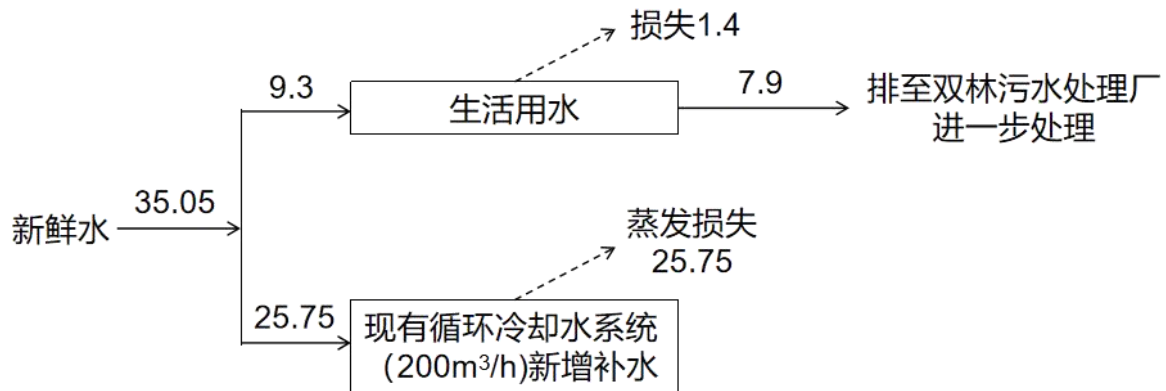 损失1.4
9.3
生活用水
7.9
排至双林污水处理厂
进一步处理
新鲜水
35.05
蒸发损失
25.75
25.75
现有循环冷却水系统
(200m³/h)新增补水